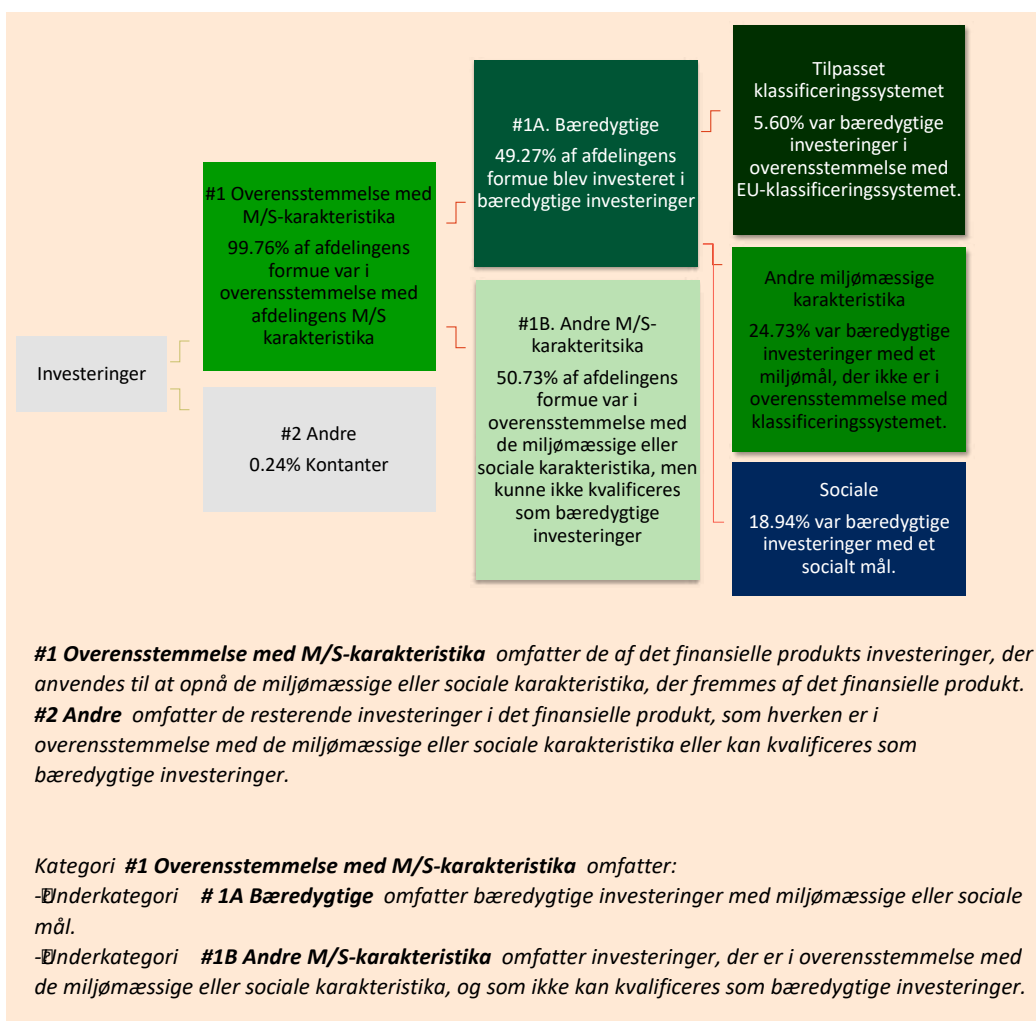 Investeringer
#1 Overensstemmelse med
M/S-karakteristika
99.76% af afdelingens
formue var i
overensstemmelse med
afdelingens M/S
karakteristika
#2 Andre
0.24% Kontanter
#1A. Bæredygtige
49.27% af afdelingens
formue blev investeret i
bæredygtige investeringer
#1B. Andre M/S-
karakteritsika
50.73% af afdelingens
formue var i
overensstemmelse med
de miljømæssige eller
sociale karakteristika, men
kunne ikke kvalificeres
som bæredygtige
investeringer
Tilpasset
klassificeringssystemet
5.60% var bæredygtige
investeringer i
overensstemmelse med
EU-klassificeringssystemet.
Andre miljømæssige
karakteristika
24.73% var bæredygtige
investeringer med et
miljømål, der ikke er i
overensstemmelse med
klassificeringssystemet.
Sociale
18.94% var bæredygtige
investeringer med et
socialt mål.
#1 Overensstemmelse med M/S-karakteristika omfatter de af det finansielle produkts investeringer, der
anvendes til at opnå de miljømæssige eller sociale karakteristika, der fremmes af det finansielle produkt.
#2 Andre omfatter de resterende investeringer i det finansielle produkt, som hverken er i
overensstemmelse med de miljømæssige eller sociale karakteristika eller kan kvalificeres som
bæredygtige investeringer.
Kategori #1 Overensstemmelse med M/S-karakteristika omfatter:
- Underkategori # 1A Bæredygtige omfatter bæredygtige investeringer med miljømæssige eller sociale
mål.
- Underkategori #1B Andre M/S-karakteristika omfatter investeringer, der er i overensstemmelse med
de miljømæssige eller sociale karakteristika, og som ikke kan kvalificeres som bæredygtige investeringer.